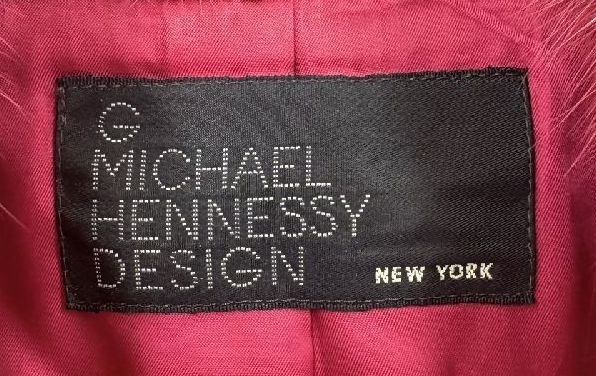 G
MICHAEL
HENNESSY
DESIGN
NEW YORK